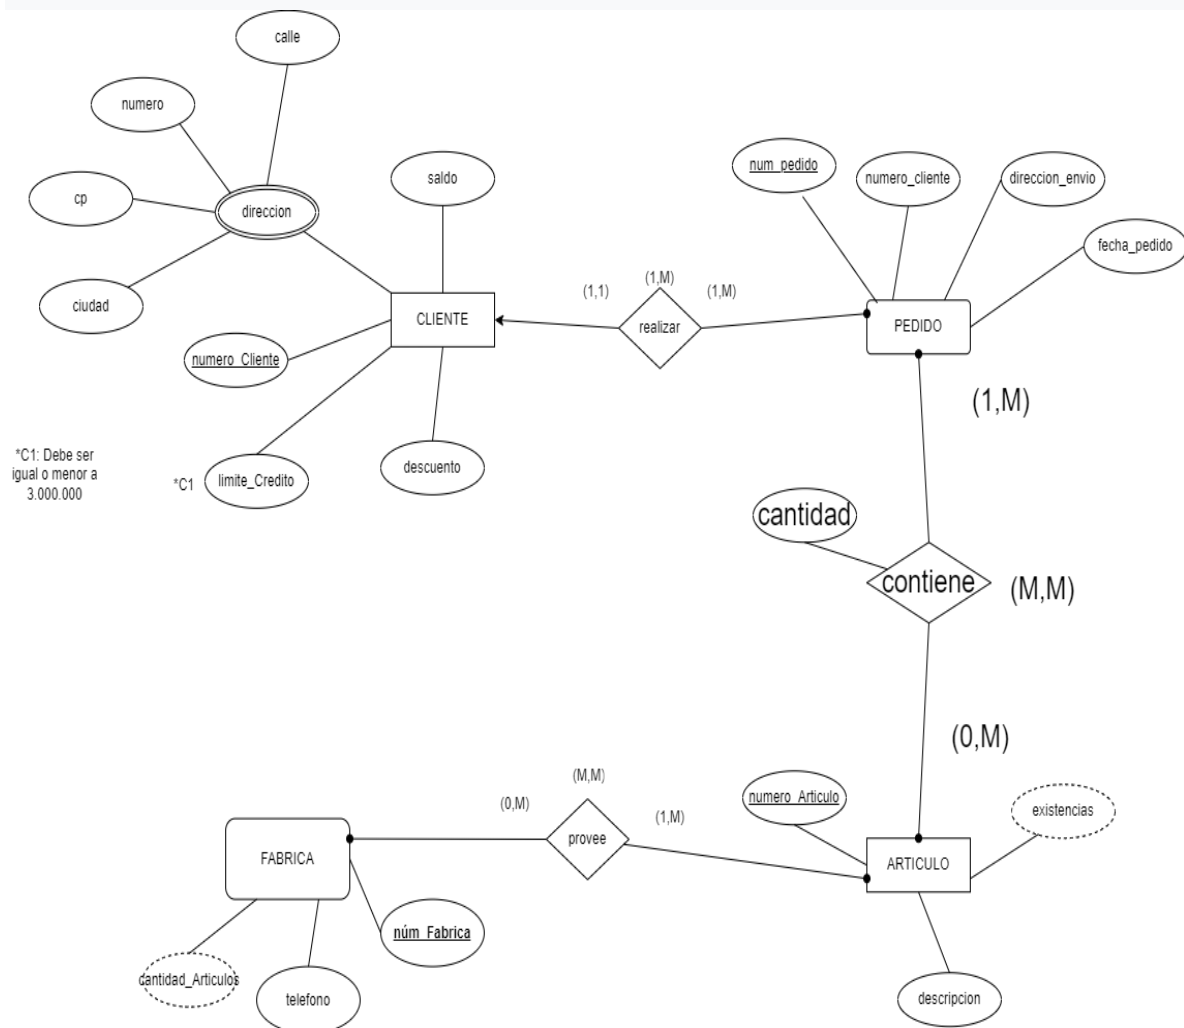 calle
numero
cp
direccion
ciudad
saldo
num_pedido
numero_cliente
direccion_envio
fecha_pedido
(1,1)
(1,M)
(1,M)
CLIENTE
realizar
PEDIDO
numero_Cliente
(1,M)
*C1: Debe ser
igual o menor a
3.000.000
*C1
limite_Credito
descuento
cantidad
contiene
(M,M)
(0,M)
(M,M)
(0,M)
(1,M)
numero_Articulo
existencias
FABRICA
provee
ARTICULO
núm_Fabrica
cantidad_Articulos
telefono
descripcion